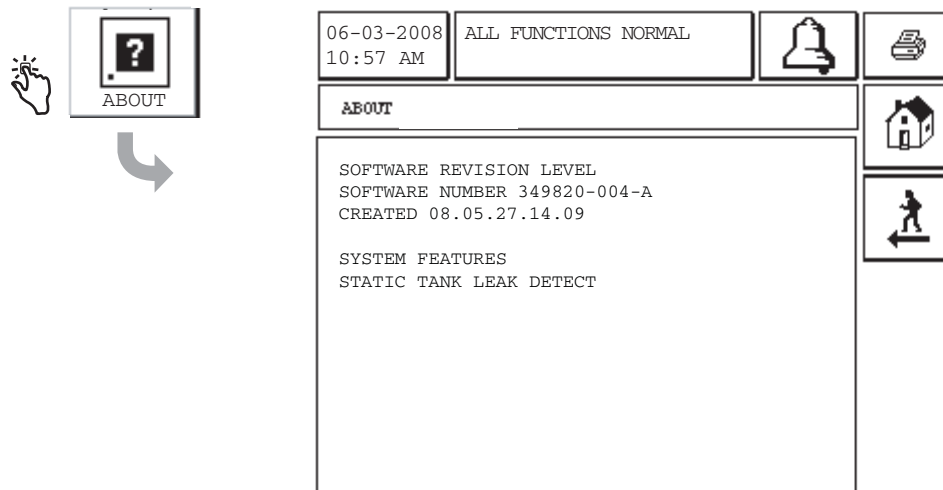 ?
ABOUT
06-03-2008
10:57 AM
ALL FUNCTIONS NORMAL
ABOUT
SOFTWARE REVISION LEVEL
SOFTWARE NUMBER 349820-004-A
CREATED 08.05.27.14.09
SYSTEM FEATURES
STATIC TANK LEAK DETECT